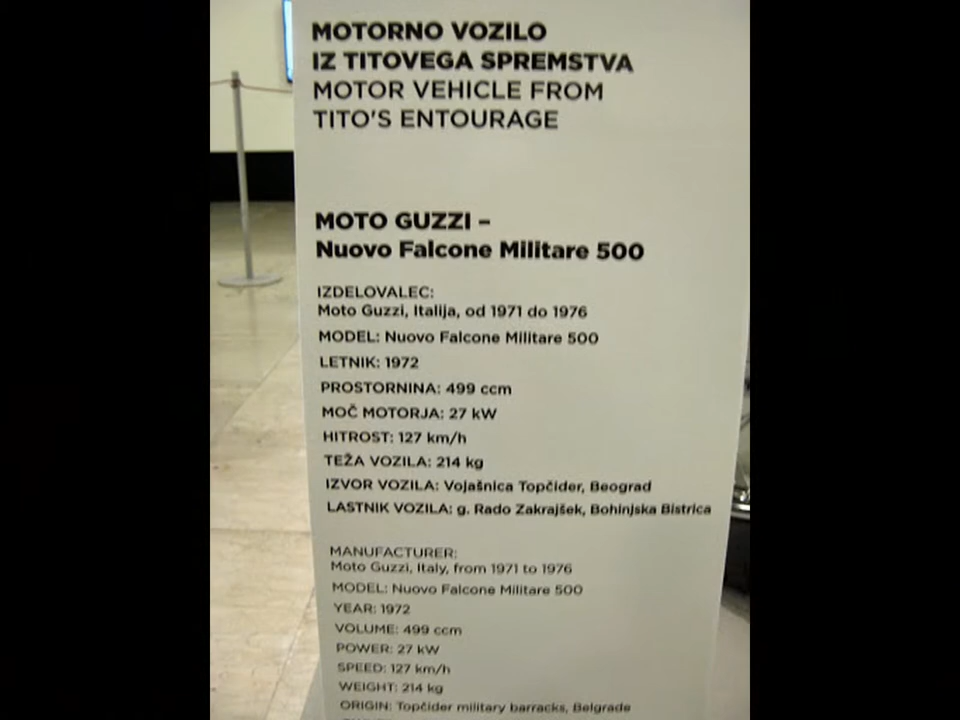 MOTORNO VOZILO
IZ TITOVEGA SPREMSTVA
MOTOR VEHICLE FROM
TITO'S ENTOURAGE
MOTO GUZZI –
Nuovo Falcone Militare 500
IZDELOVALEC:
Moto Guzzi, Italija, od 1971 do 1976
MODEL: Nuovo Falcone Militare 500
LETNIK: 1972
PROSTORNINA: 499 ccm
MOČ MOTORJA: 27 kW
HITROST: 127 km/h
TEŽA VOZILA: 214 kg
IZVOR VOZILA: Vojašnica Topčider, Beograd
LASTNIK VOZILA: g. Rado Zakrajšek, Bohinjska Bistrica
MANUFACTURER:
Moto Guzzi, Italy, from 1971 to 1976
MODEL: Nuovo Falcone Militare 500
YEAR: 1972
VOLUME: 499 ccm
POWER: 27 kW
SPEED: 127 km/h
WEIGHT: 214 kg
ORIGIN: Topčider military barracks, Belgrade